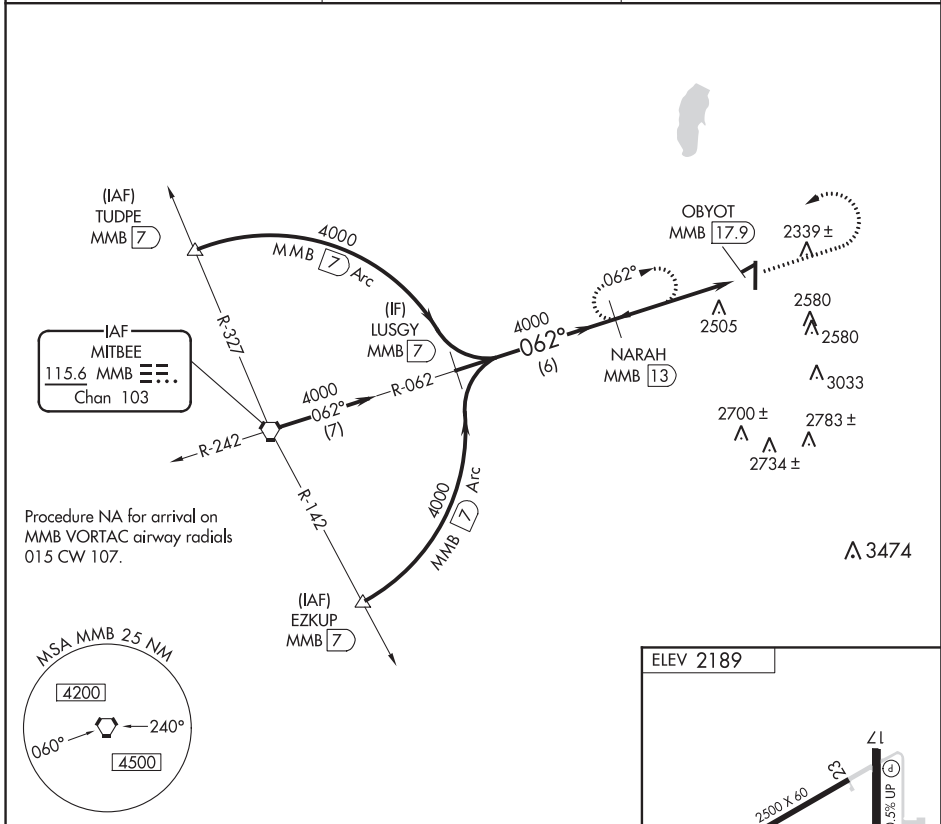 (IAF)
TUDPE
MMB 7
4000
MMB 7 Arc
R-327
OBYOT
MMB 17.9
2339 ±
062°
(IF)
LUSGY
MMB 7
4000
062°
(6)
NARAH
MMB 13
2505
2580
2580
3033
2700 ±
2783 ±
2734 ±
IAF
MITBEE
115.6 MMB
Chan 103
4000
062°
(7)
R-062
R-242
R-142
4000
MMB 7 Arc
Procedure NA for arrival on
MMB VORTAC airway radials
015 CW 107.
3474
(IAF)
EZKUP
MMB 7
MSA MMB 25 NM
4200
060°
240°
4500
ELEV 2189
17
23
2500 X 60
P
0.5% UP